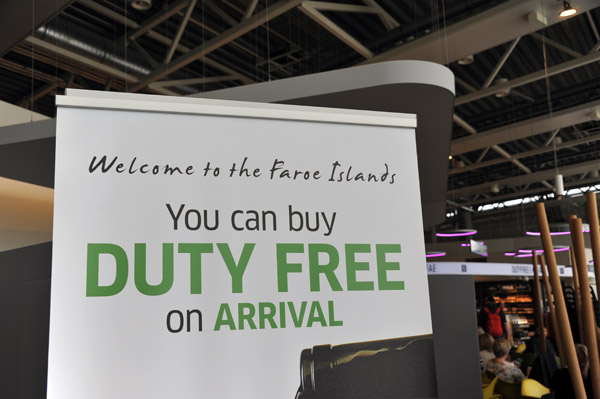 Welcome to the Faroe Islands
You can buy
DUTY FREE
on ARRIVAL